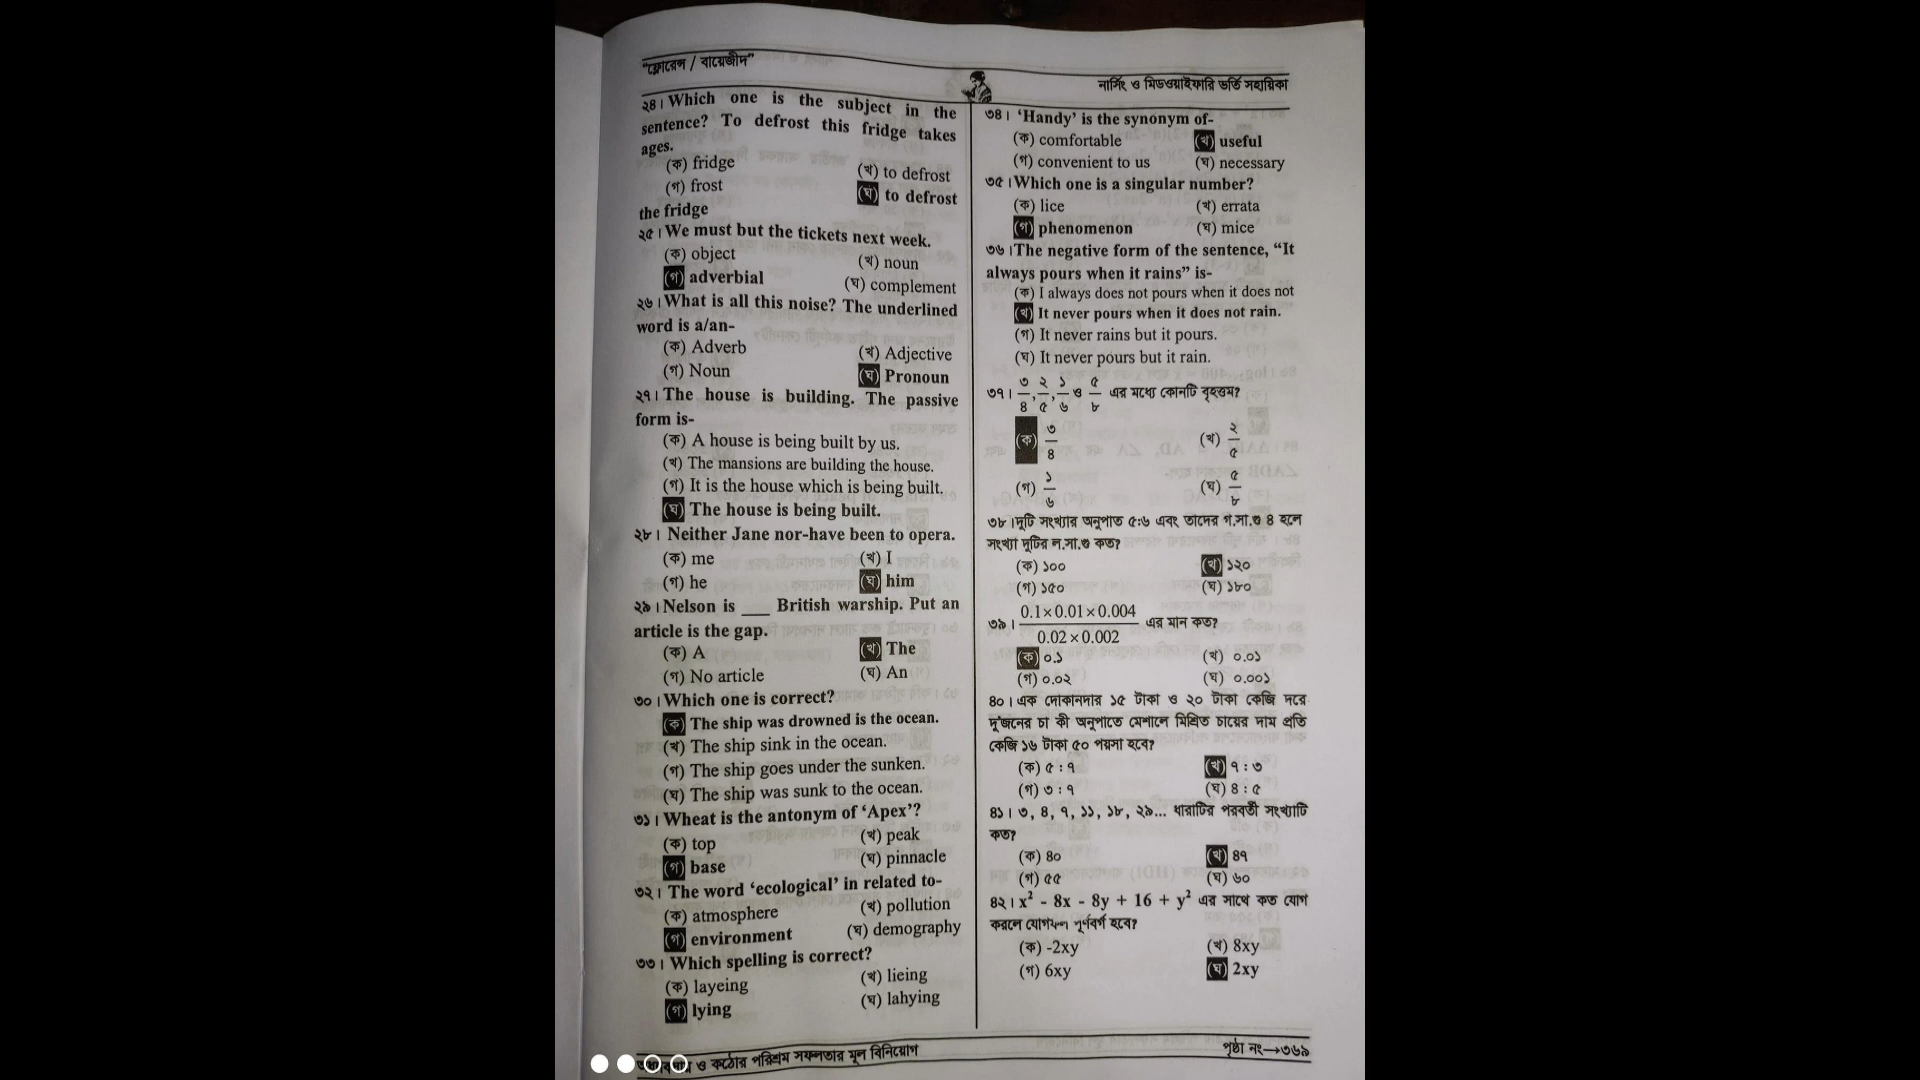 "ফ্লোরেন্স / বায়েজীদ"
নার্সিং ও মিডওয়াইফারি ভর্তি সহায়িকা
২৪। Which one is the subject in the
sentence? To defrost this fridge takes
ages.
(ক) fridge (খ) to defrost
(গ) frost (ঘ) to defrost
the fridge
২৫। We must but the tickets next week.
(ক) object (খ) noun
(গ) adverbial (ঘ) complement
২৬। What is all this noise? The underlined
word is a/an-
(ক) Adverb (খ) Adjective
(গ) Noun (ঘ) Pronoun
২৭। The house is building. The passive
form is-
(ক) A house is being built by us.
(খ) The mansions are building the house.
(গ) It is the house which is being built.
(ঘ) The house is being built.
২৮। Neither Jane nor-have been to opera.
(ক) me (খ) I
(গ) he (ঘ) him
২৯। Nelson is ___ British warship. Put an
article is the gap.
(ক) A (খ) The
(গ) No article (ঘ) An
৩০। Which one is correct?
(ক) The ship was drowned is the ocean.
(খ) The ship sink in the ocean.
(গ) The ship goes under the sunken.
(ঘ) The ship was sunk to the ocean.
৩১। Wheat is the antonym of 'Apex'?
(ক) top (খ) peak
(গ) base (ঘ) pinnacle
৩২। The word 'ecological' in related to-
(ক) atmosphere (খ) pollution
(গ) environment (ঘ) demography
৩৩। Which spelling is correct?
(ক) layeing (খ) lieing
(গ) lying (ঘ) lahying
৩৪। 'Handy' is the synonym of-
(ক) comfortable (খ) useful
(গ) convenient to us (ঘ) necessary
৩৫। Which one is a singular number?
(ক) lice (খ) errata
(গ) phenomenon (ঘ) mice
৩৬। The negative form of the sentence, "It
always pours when it rains" is-
(ক) I always does not pours when it does not
(খ) It never pours when it does not rain.
(গ) It never rains but it pours.
(ঘ) It never pours but it rain.
৩৭। ৩/৪, ২/৫, ১/৬ ও ৫/৮ এর মধ্যে কোনটি বৃহত্তম?
(ক) ৩/৪ (খ) ২/৫
(গ) ১/৬ (ঘ) ৫/৮
৩৮। দুটি সংখ্যার অনুপাত ৫:৬ এবং তাদের গ.সা.গু ৪ হলে
সংখ্যা দুটির ল.সা.গু কত?
(ক) ১০০ (খ) ১২০
(গ) ১৫০ (ঘ) ১৮০
৩৯। 0.1×0.01×0.004 / 0.02×0.002 এর মান কত?
(ক) ০.১ (খ) ০.০১
(গ) ০.০২ (ঘ) ০.০০১
৪০। এক দোকানদার ১৫ টাকা ও ২০ টাকা কেজি দরে
দু'জনের চা কী অনুপাতে মেশালে মিশ্রিত চায়ের দাম প্রতি
কেজি ১৬ টাকা ৫০ পয়সা হবে?
(ক) ৫ : ৭ (খ) ৭ : ৩
(গ) ৩ : ৭ (ঘ) ৪ : ৫
৪১। ৩, ৪, ৭, ১১, ১৮, ২৯... ধারাটির পরবর্তী সংখ্যাটি
কত?
(ক) ৪০ (খ) ৪৭
(গ) ৫৫ (ঘ) ৬০
৪২। x² - 8x - 8y + 16 + y² এর সাথে কত যোগ
করলে যোগফল পূর্ণবর্গ হবে?
(ক) -2xy (খ) 8xy
(গ) 6xy (ঘ) 2xy
ও কঠোর পরিশ্রম সফলতার মূল বিনিয়োগ
পৃষ্ঠা নং→৩৬৯